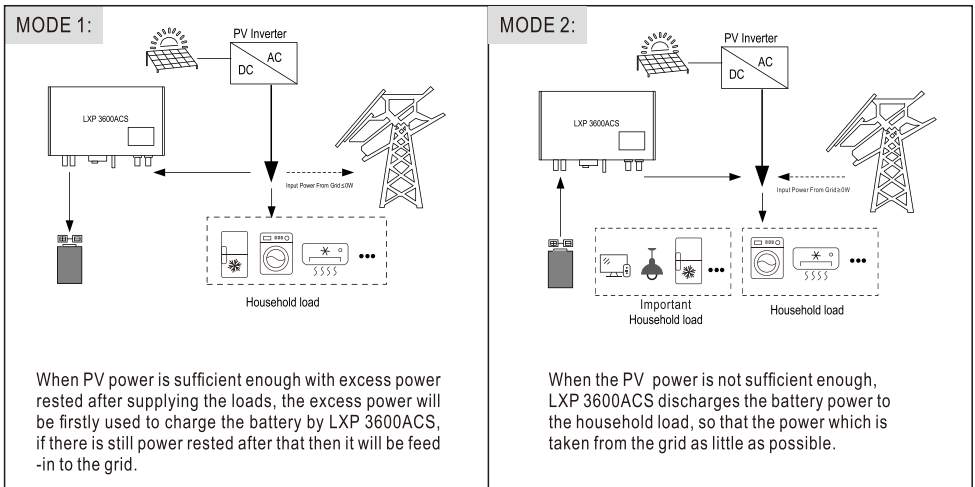 MODE 1:
PV Inverter
DC
AC
LXP 3600ACS
Input Power From Grid≤0W
Household load
When PV power is sufficient enough with excess power
rested after supplying the loads, the excess power will
be firstly used to charge the battery by LXP 3600ACS,
if there is still power rested after that then it will be feed
-in to the grid.
MODE 2:
PV Inverter
DC
AC
LXP 3600ACS
Input Power From Grid≥0W
Important
Household load
Household load
When the PV power is not sufficient enough,
LXP 3600ACS discharges the battery power to
the household load, so that the power which is
taken from the grid as little as possible.